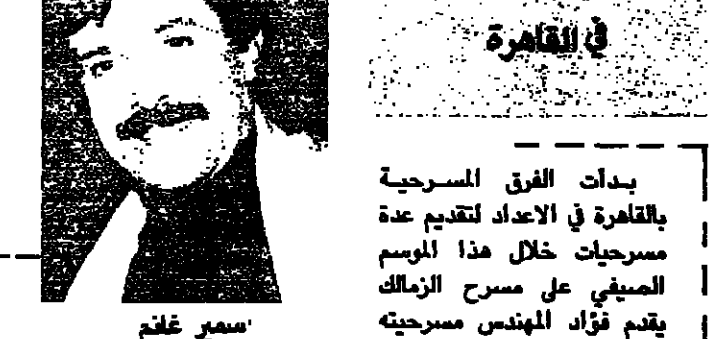 في القاهرة
بدأت الفرق المسرحية
بالقاهرة في الاعداد لتقديم عدة
مسرحيات خلال هذا الموسم
الصيفي على مسرح الزمالك
يقدم فؤاد المهندس مسرحيته
سمير غانم